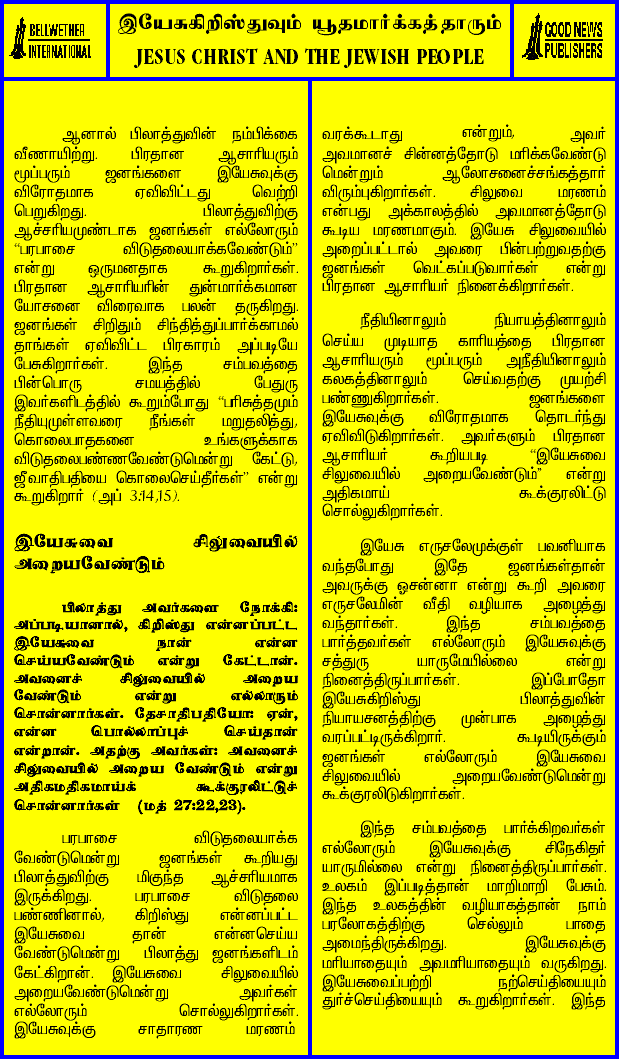 BELLWETHER
INTERNATIONAL
இயேசுகிறிஸ்துவும் யூதமார்க்கத்தாரும்
JESUS CHRIST AND THE JEWISH PEOPLE
GOOD NEWS
PUBLISHERS
ஆனால் பிலாத்துவின் நம்பிக்கை
வீணாயிற்று. பிரதான ஆசாரியரும்
மூப்பரும் ஜனங்களை இயேசுவுக்கு
விரோதமாக ஏவிவிட்டது வெற்றி
பெறுகிறது. பிலாத்துவிற்கு
ஆச்சரியமுண்டாக ஜனங்கள் எல்லோரும்
“பரபாசை விடுதலையாக்கவேண்டும்”
என்று ஒருமனதாக கூறுகிறார்கள்.
பிரதான ஆசாரியரின் துன்மார்க்கமான
யோசனை விரைவாக பலன் தருகிறது.
ஜனங்கள் சிறிதும் சிந்தித்துப்பார்க்காமல்
தாங்கள் ஏவிவிட்ட பிரகாரம் அப்படியே
பேசுகிறார்கள். இந்த சம்பவத்தை
பின்பொரு சமயத்தில் பேதுரு
இவர்களிடத்தில் கூறும்போது “பரிசுத்தமும்
நீதியுமுள்ளவரை நீங்கள் மறுதலித்து,
கொலைபாதகனை உங்களுக்காக
விடுதலைபண்ணவேண்டுமென்று கேட்டு,
ஜீவாதிபதியை கொலைசெய்தீர்கள்” என்று
கூறுகிறார் (அப் 3:14,15).
இயேசுவை சிலுவையில்
அறையவேண்டும்
பிலாத்து அவர்களை நோக்கி:
அப்படியானால், கிறிஸ்து என்னப்பட்ட
இயேசுவை நான் என்ன
செய்யவேண்டும் என்று கேட்டான்.
அவனைச் சிலுவையில் அறைய
வேண்டும் என்று எல்லாரும்
சொன்னார்கள். தேசாதிபதியோ: ஏன்,
என்ன பொல்லாப்புச் செய்தான்
என்றான். அதற்கு அவர்கள்: அவனைச்
சிலுவையில் அறைய வேண்டும் என்று
அதிகமதிகமாய்க் கூக்குரலிட்டுச்
சொன்னார்கள் (மத் 27:22,23).
பரபாசை விடுதலையாக்க
வேண்டுமென்று ஜனங்கள் கூறியது
பிலாத்துவிற்கு மிகுந்த ஆச்சரியமாக
இருக்கிறது. பரபாசை விடுதலை
பண்ணினால், கிறிஸ்து என்னப்பட்ட
இயேசுவை தான் என்னசெய்ய
வேண்டுமென்று பிலாத்து ஜனங்களிடம்
கேட்கிறான். இயேசுவை சிலுவையில்
அறையவேண்டுமென்று அவர்கள்
எல்லோரும் சொல்லுகிறார்கள்.
இயேசுவுக்கு சாதாரண மரணம்
வரக்கூடாது என்றும், அவர்
அவமானச் சின்னத்தோடு மரிக்கவேண்டு
மென்றும் ஆலோசனைச்சங்கத்தார்
விரும்புகிறார்கள். சிலுவை மரணம்
என்பது அக்காலத்தில் அவமானத்தோடு
கூடிய மரணமாகும். இயேசு சிலுவையில்
அறைப்பட்டால் அவரை பின்பற்றுவதற்கு
ஜனங்கள் வெட்கப்படுவார்கள் என்று
பிரதான ஆசாரியர் நினைக்கிறார்கள்.
நீதியினாலும் நியாயத்தினாலும்
செய்ய முடியாத காரியத்தை பிரதான
ஆசாரியரும் மூப்பரும் அநீதியினாலும்
கலகத்தினாலும் செய்வதற்கு முயற்சி
பண்ணுகிறார்கள். ஜனங்களை
இயேசுவுக்கு விரோதமாக தொடர்ந்து
ஏவிவிடுகிறார்கள். அவர்களும் பிரதான
ஆசாரியர் கூறியபடி “இயேசுவை
சிலுவையில் அறையவேண்டும்” என்று
அதிகமாய் கூக்குரலிட்டு
சொல்லுகிறார்கள்.
இயேசு எருசலேமுக்குள் பவனியாக
வந்தபோது இதே ஜனங்கள்தான்
அவருக்கு ஓசன்னா என்று கூறி அவரை
எருசலேமின் வீதி வழியாக அழைத்து
வந்தார்கள். இந்த சம்பவத்தை
பார்த்தவர்கள் எல்லோரும் இயேசுவுக்கு
சத்துரு யாருமேயில்லை என்று
நினைத்திருப்பார்கள். இப்போதோ
இயேசுகிறிஸ்து பிலாத்துவின்
நியாயசனத்திற்கு முன்பாக அழைத்து
வரப்பட்டிருக்கிறார். கூடியிருக்கும்
ஜனங்கள் எல்லோரும் இயேசுவை
சிலுவையில் அறையவேண்டுமென்று
கூக்குரலிடுகிறார்கள்.
இந்த சம்பவத்தை பார்க்கிறவர்கள்
எல்லோரும் இயேசுவுக்கு சிநேகிதர்
யாருமில்லை என்று நினைத்திருப்பார்கள்.
உலகம் இப்படித்தான் மாறிமாறி பேசும்.
இந்த உலகத்தின் வழியாகத்தான் நாம்
பரலோகத்திற்கு செல்லும் பாதை
அமைந்திருக்கிறது. இயேசுவுக்கு
மரியாதையும் அவமரியாதையும் வருகிறது.
இயேசுவைப்பற்றி நற்செய்தியையும்
துர்ச்செய்தியையும் கூறுகிறார்கள். இந்த